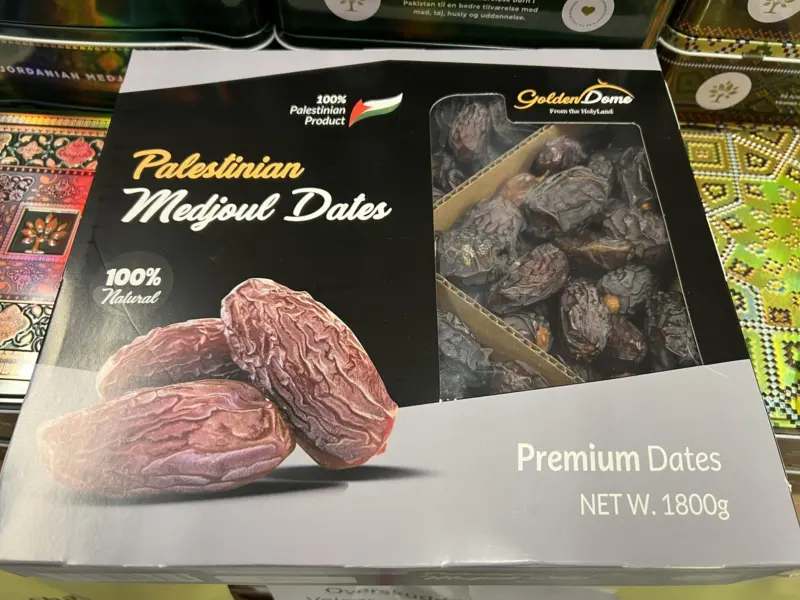 Pakistan til en bedre tilværelse med
mad, tøj, husly og uddannelse.
JORDANIAN MEDJ
100%
Palestinian
Product
Golden Dome
From the HolyLand
Palestinian
Medjoul Dates
100%
Natural
Premium Dates
NET W. 1800g